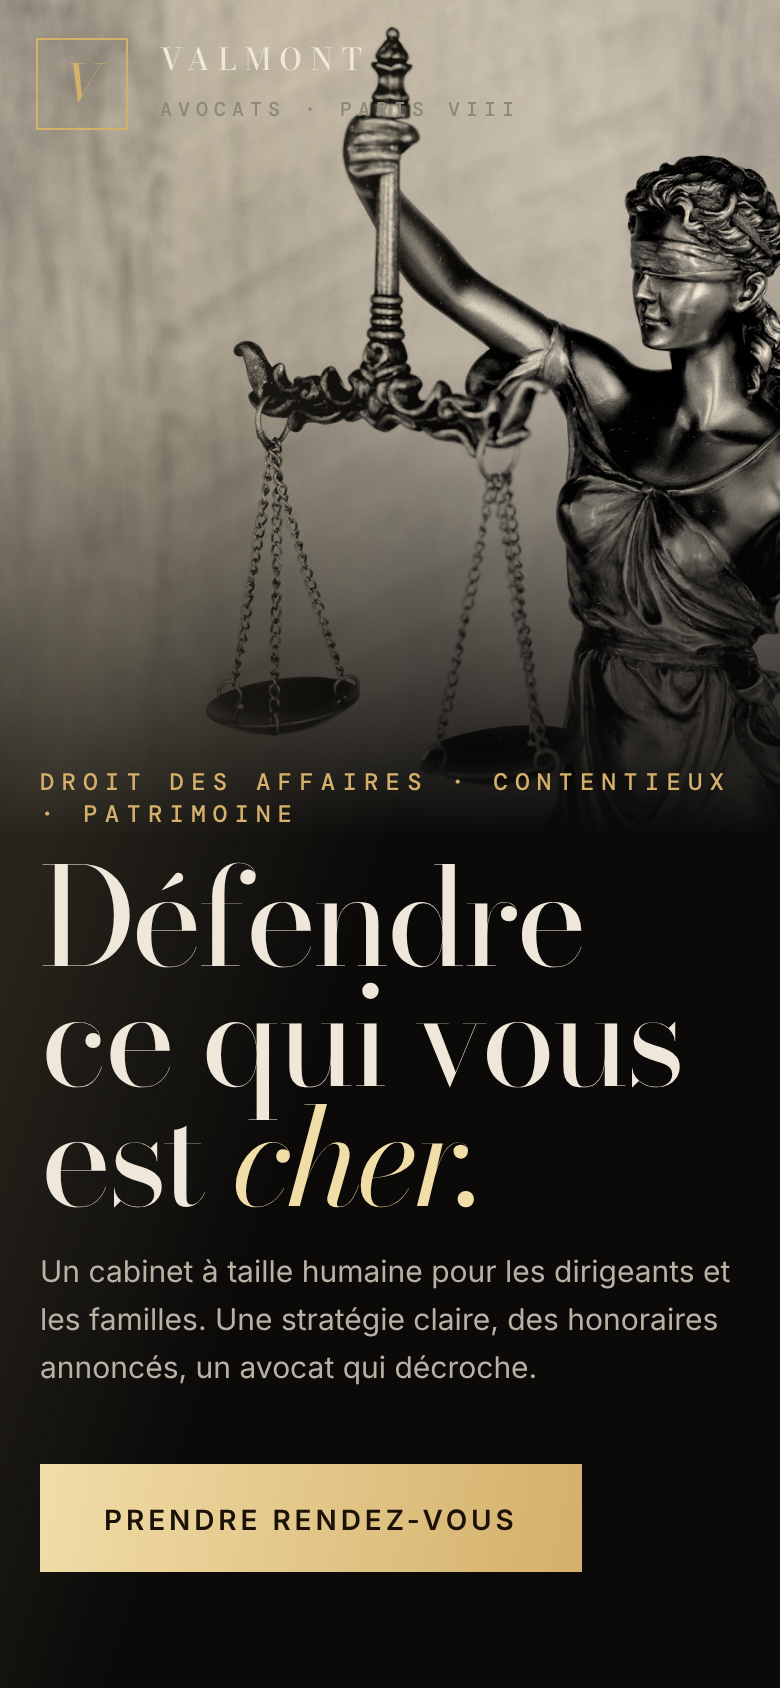 V
VALMONT
AVOCATS · PARIS VIII
DROIT DES AFFAIRES · CONTENTIEUX
· PATRIMOINE
Défendre
ce qui vous
est cher.
Un cabinet à taille humaine pour les dirigeants et
les familles. Une stratégie claire, des honoraires
annoncés, un avocat qui décroche.
PRENDRE RENDEZ-VOUS